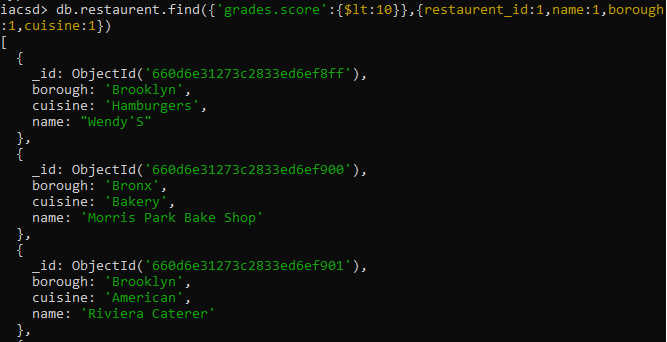 iacsd> db.restaurent.find({'grades.score':{$lt:10}},{restaurent_id:1,name:1,borough
:1,cuisine:1})
[
  {
    _id: ObjectId('660d6e31273c2833ed6ef8ff'),
    borough: 'Brooklyn',
    cuisine: 'Hamburgers',
    name: "Wendy'S"
  },
  {
    _id: ObjectId('660d6e31273c2833ed6ef900'),
    borough: 'Bronx',
    cuisine: 'Bakery',
    name: 'Morris Park Bake Shop'
  },
  {
    _id: ObjectId('660d6e31273c2833ed6ef901'),
    borough: 'Brooklyn',
    cuisine: 'American',
    name: 'Riviera Caterer'
  },